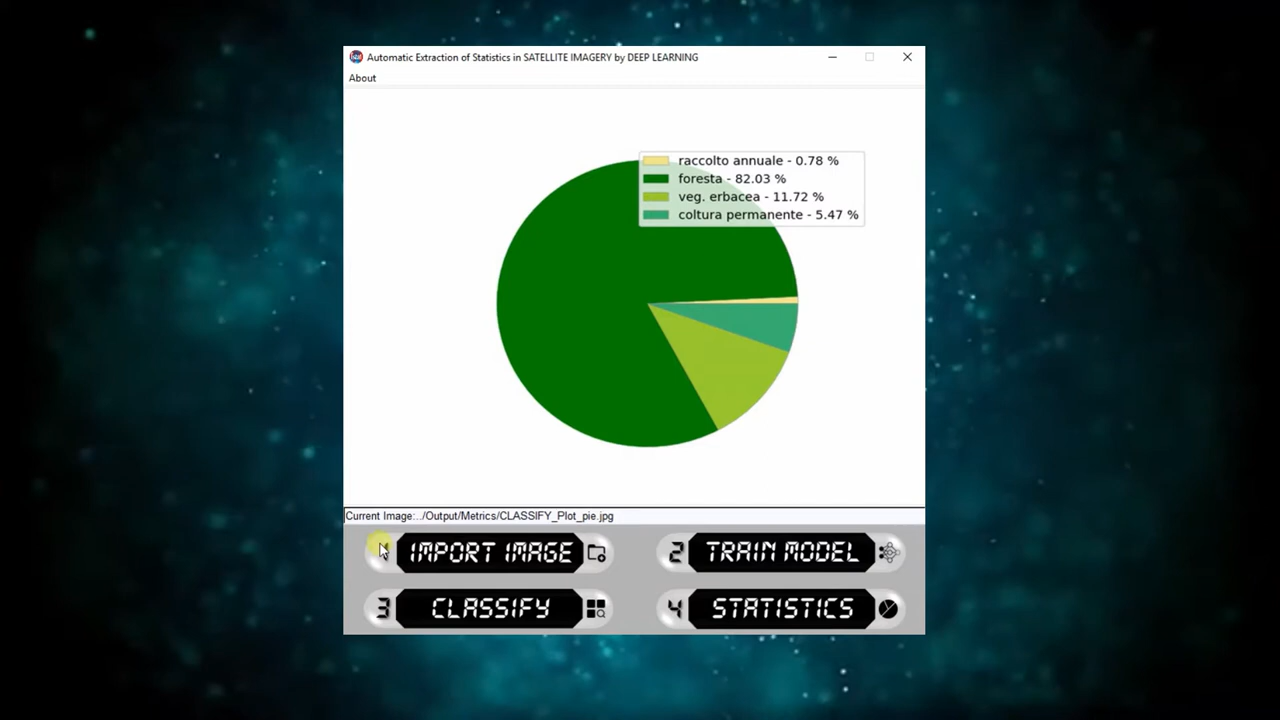 Automatic Extraction of Statistics in SATELLITE IMAGERY by DEEP LEARNING
About
raccolto annuale - 0.78 %
foresta - 82.03 %
veg. erbacea - 11.72 %
coltura permanente - 5.47 %
Current Image:../Output/Metrics/CLASSIFY_Plot_pie.jpg
IMPORT IMAGE
2 TRAIN MODEL
3 CLASSIFY
4 STATISTICS